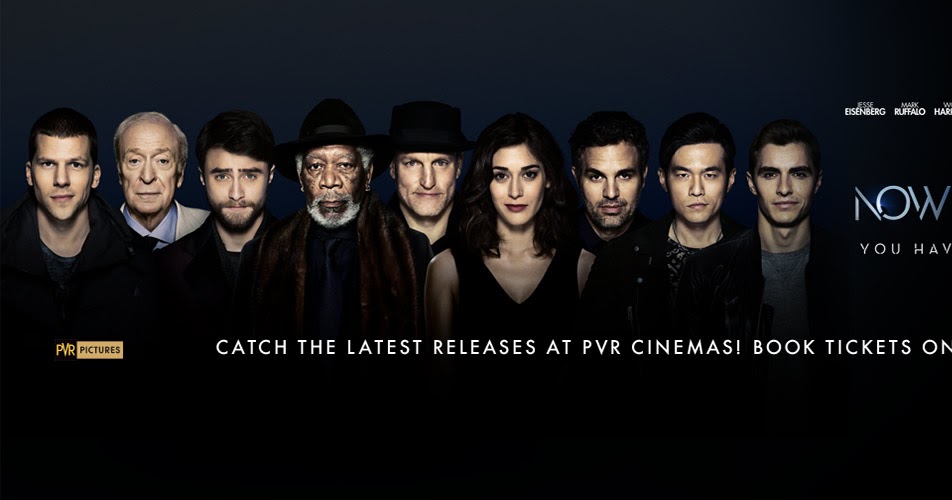 JESSE MARK
EISENBERG RUFFALO
NOW
YOU HAV
PVR PICTURES
CATCH THE LATEST RELEASES AT PVR CINEMAS! BOOK TICKETS ON